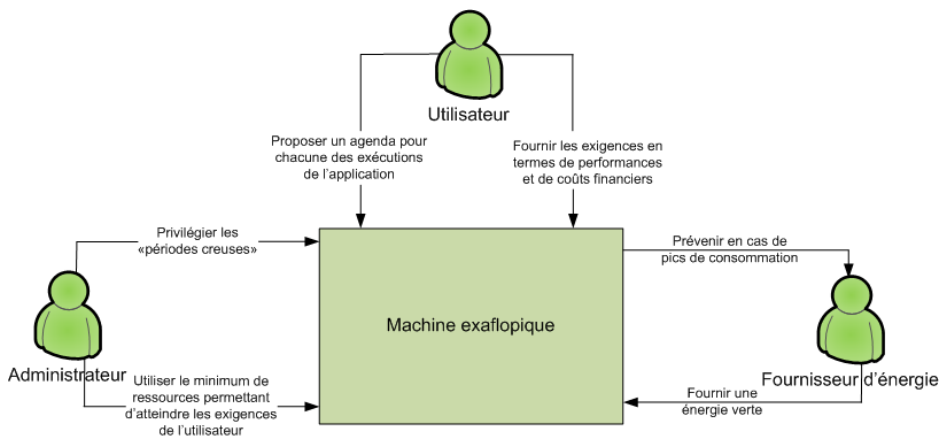 Utilisateur
Proposer un agenda pour
chacune des exécutions
de l'application
Fournir les exigences en
termes de performances
et de coûts financiers
Privilégier les
«périodes creuses»
Prévenir en cas de
pics de consommation
Machine exaflopique
Administrateur
Utiliser le minimum de
ressources permettant
d'atteindre les exigences
de l'utilisateur
Fournisseur d'énergie
Fournir une
énergie verte